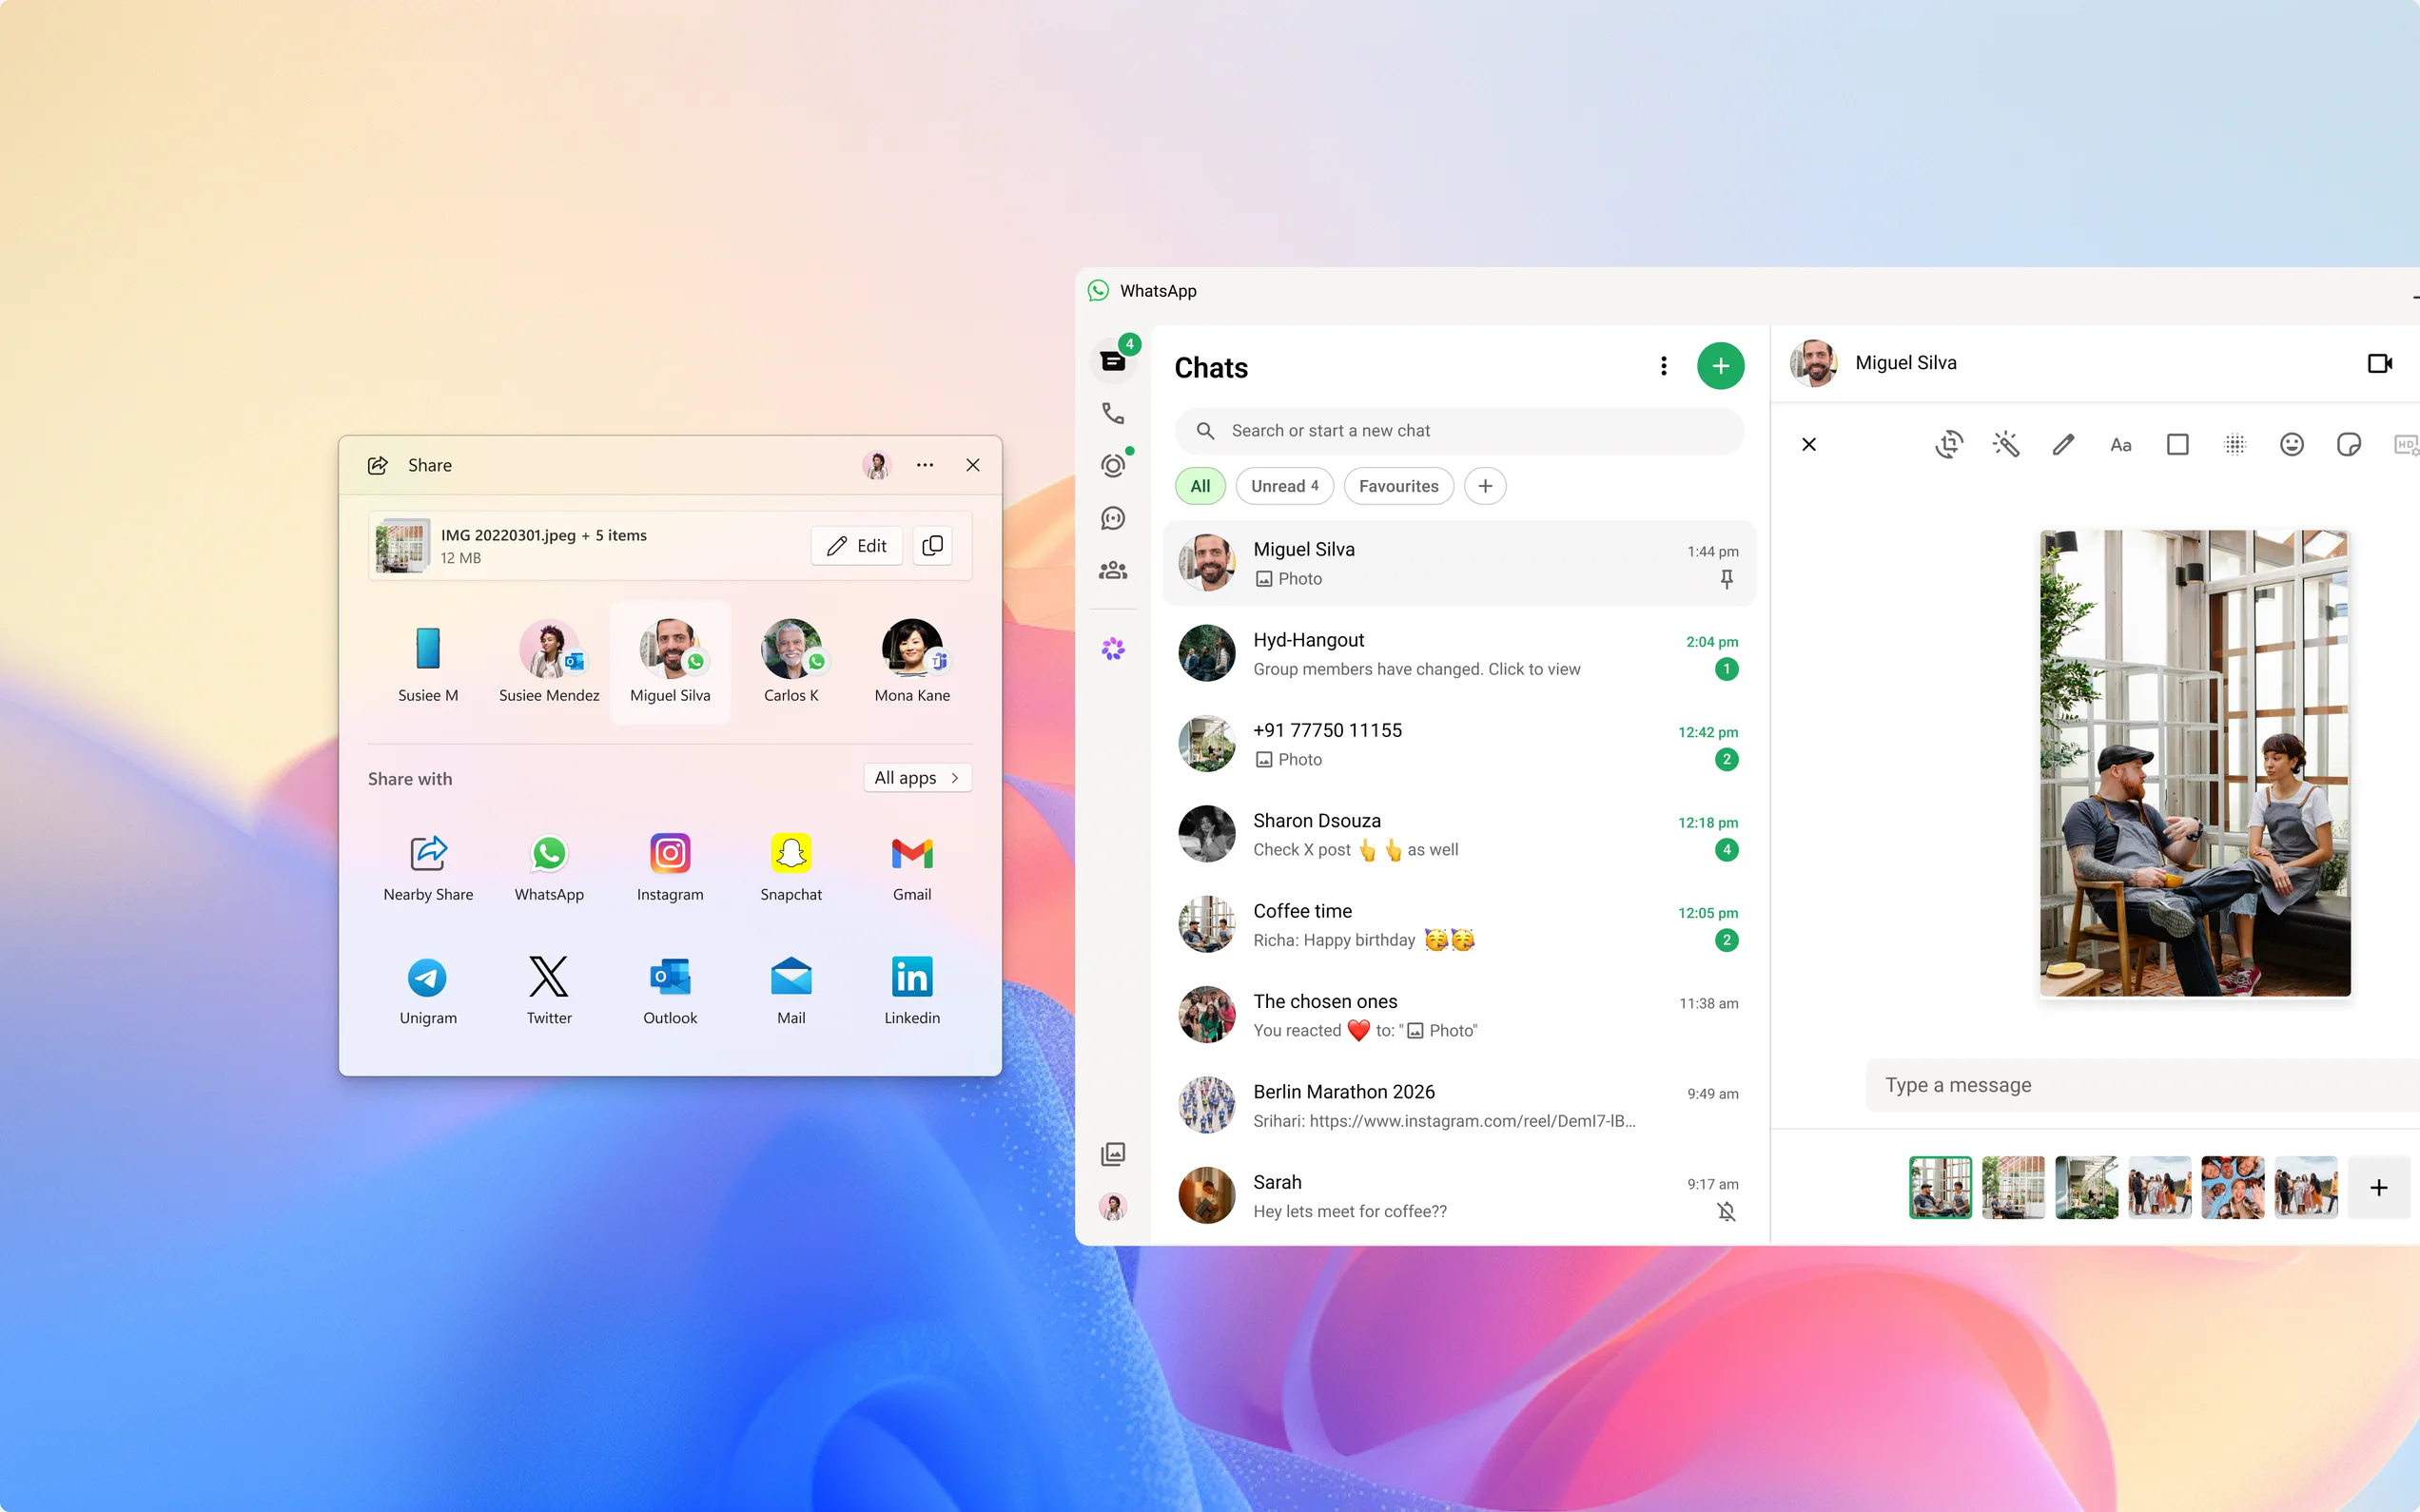 Share
IMG 20220301.jpeg + 5 items
12 MB
Edit
Susiee M
Susiee Mendez
Miguel Silva
Carlos K
Mona Kane
Share with
All apps
Nearby Share
WhatsApp
Instagram
Snapchat
Gmail
Unigram
Twitter
Outlook
Mail
Linkedin
WhatsApp
4
Chats
Search or start a new chat
All
Unread 4
Favourites
Miguel Silva
1:44 pm
Photo
Hyd-Hangout
2:04 pm
Group members have changed. Click to view
1
+91 77750 11155
12:42 pm
Photo
2
Sharon Dsouza
12:18 pm
Check X post 👆 👆 as well
4
Coffee time
12:05 pm
Richa: Happy birthday 🥳🥳
2
The chosen ones
11:38 am
You reacted ❤️ to: "Photo"
Berlin Marathon 2026
9:49 am
Srihari: https://www.instagram.com/reel/DemI7-IB...
Sarah
9:17 am
Hey lets meet for coffee??
Miguel Silva
Aa
HD
Type a message